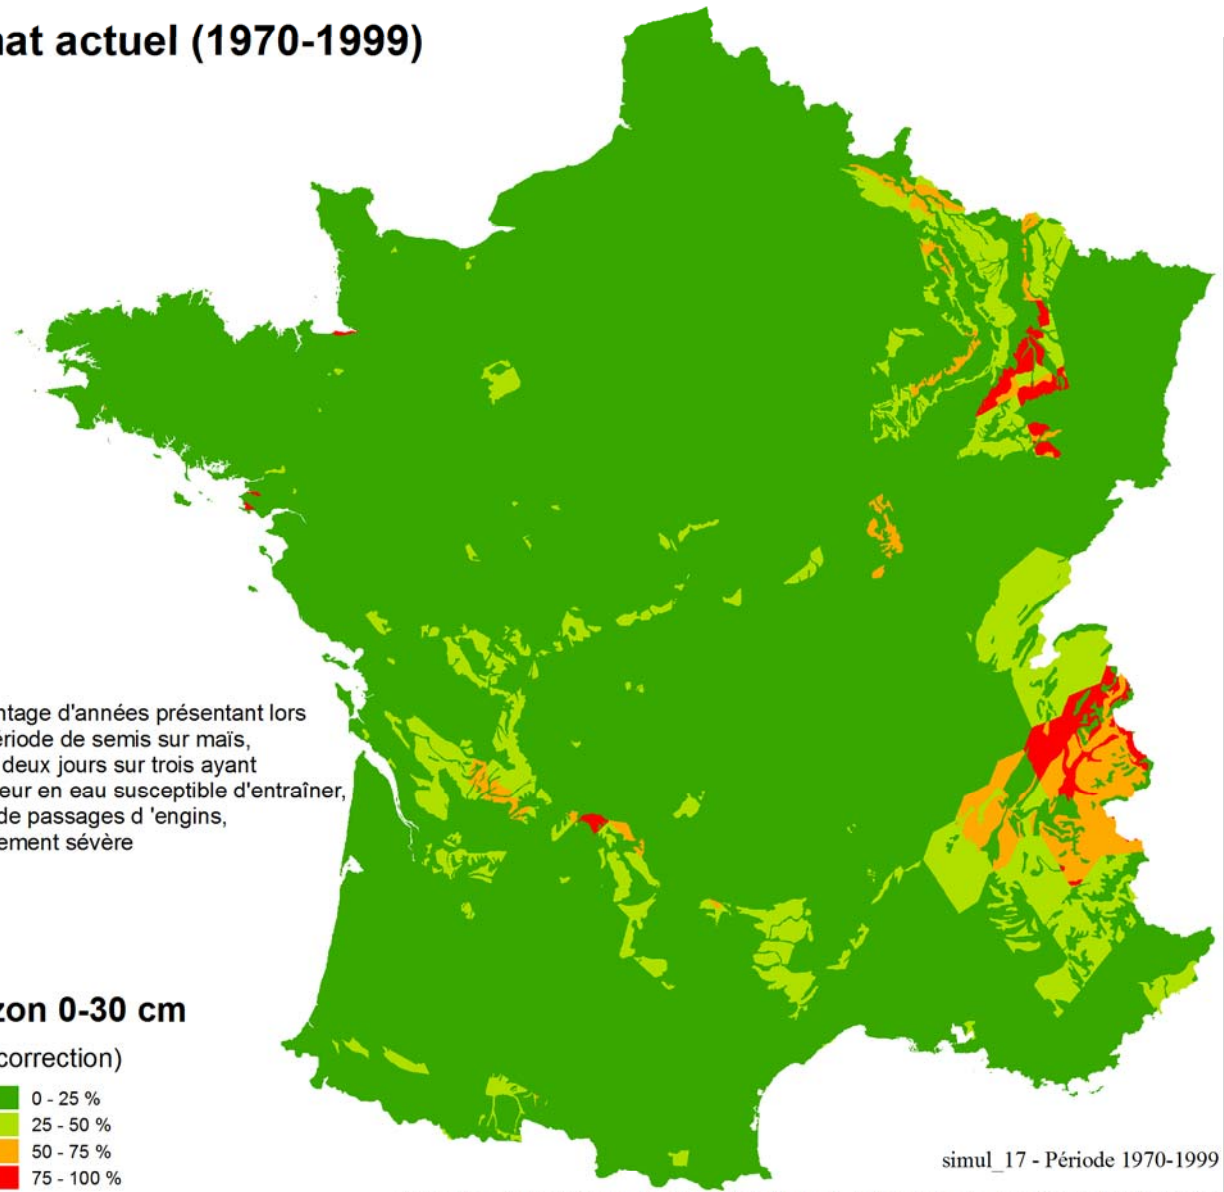 nat actuel (1970-1999)
ntage d'années présentant lors
ériode de semis sur maïs,
deux jours sur trois ayant
eur en eau susceptible d'entraîner,
de passages d 'engins,
ement sévère
zon 0-30 cm
correction)
0 - 25 %
25 - 50 %
50 - 75 %
75 - 100 %
simul_17 - Période 1970-1999